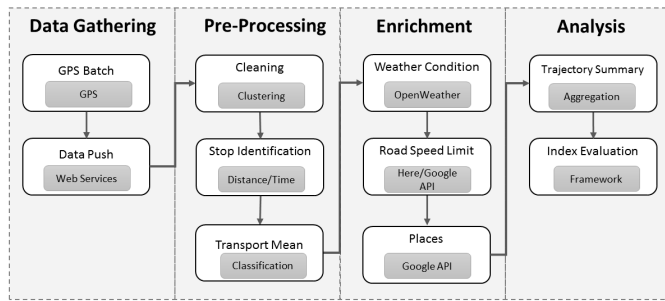 Data Gathering
GPS Batch
GPS
Data Push
Web Services
Pre-Processing
Cleaning
Clustering
Stop Identification
Distance/Time
Transport Mean
Classification
Enrichment
Weather Condition
OpenWeather
Road Speed Limit
Here/Google
API
Places
Google API
Analysis
Trajectory Summary
Aggregation
Index Evaluation
Framework